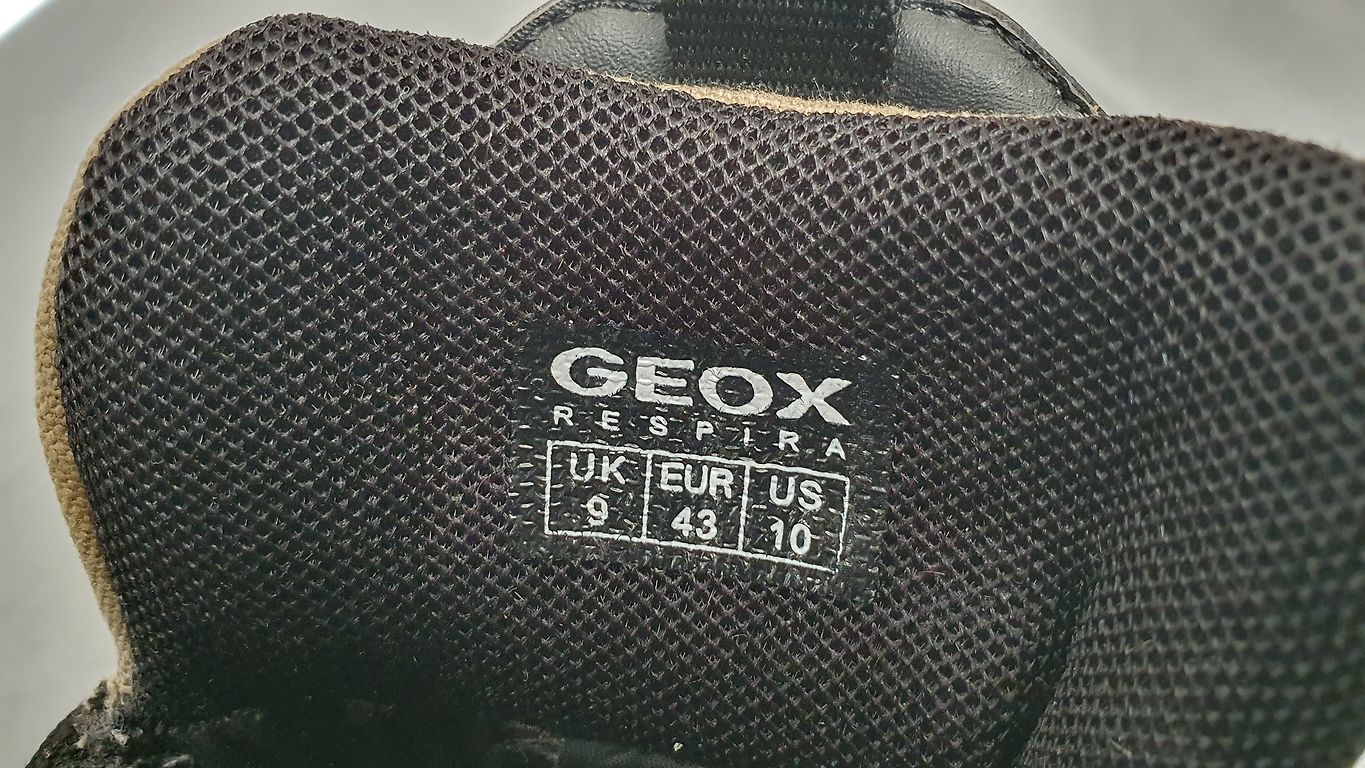 GEOX
RESPIRA
UK EUR US
9 43 10